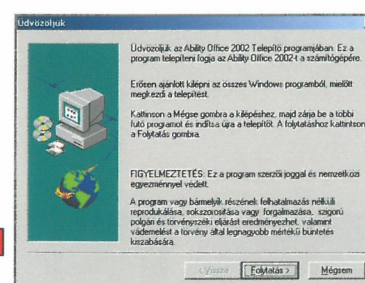 Üdvözöljük
Üdvözöljük az Ability Office 2002 Telepítő programjában. Ez a
program telepíteni fogja az Ability Office 2002-t a számítógépére.
Erősen ajánlott kilépni az összes Windows programból, mielőtt
megkezdi a telepítést.
Kattinson a Mégse gombra a kilépéshez, majd zárja be a többi
futó programot és indítsa újra a telepítőt. A folytatáshoz kattintson
a Folytatás gombra.
FIGYELMEZTETÉS: Ez a program szerzői joggal és nemzetközi
egyezménnyel védett.
A program vagy bármelyik részének felhatalmazás nélküli
reprodukálása, sokszorosítása vagy forgalmazása, szigorú
polgári és törvényszéki eljárást eredményezhet, valamint
vádemelést a törvény által legnagyobb mértékű büntetés
kiszabására.
< Vissza
Folytatás >
Mégsem